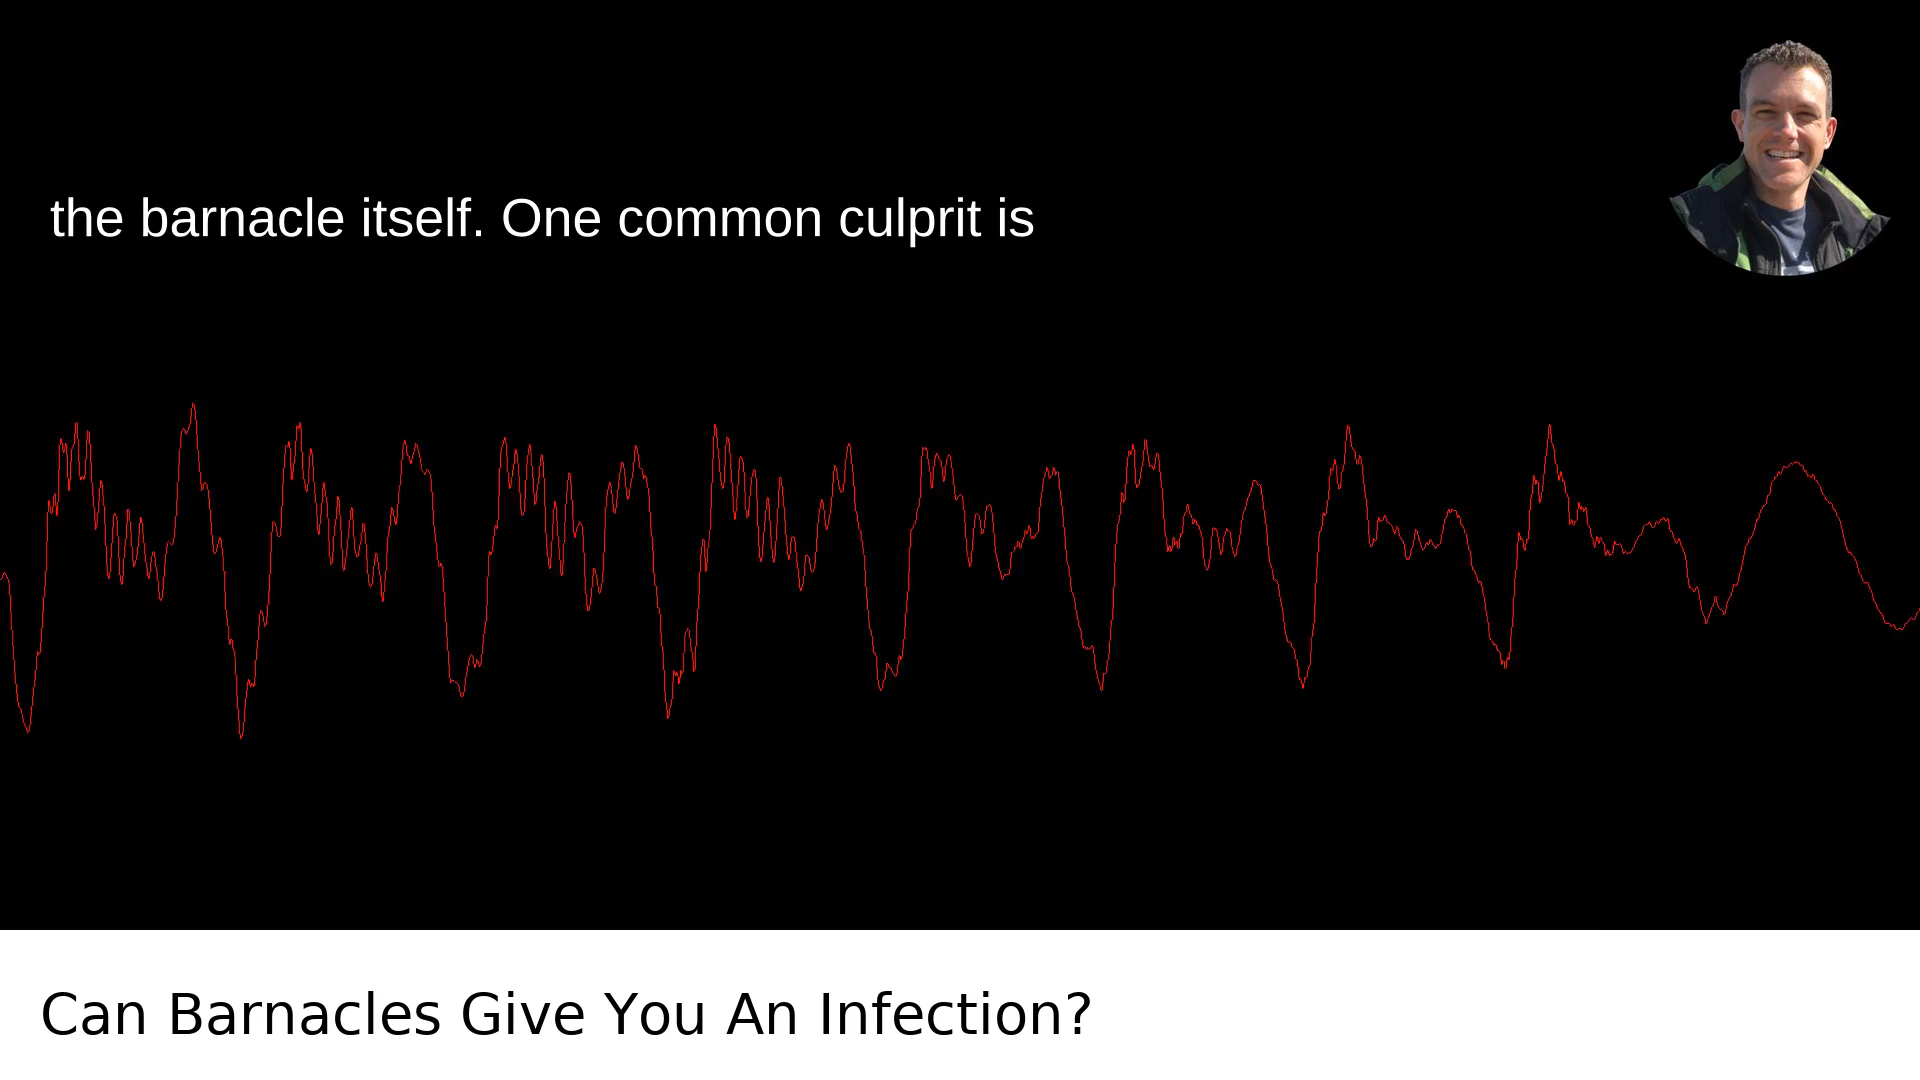 the barnacle itself. One common culprit is
Can Barnacles Give You An Infection?